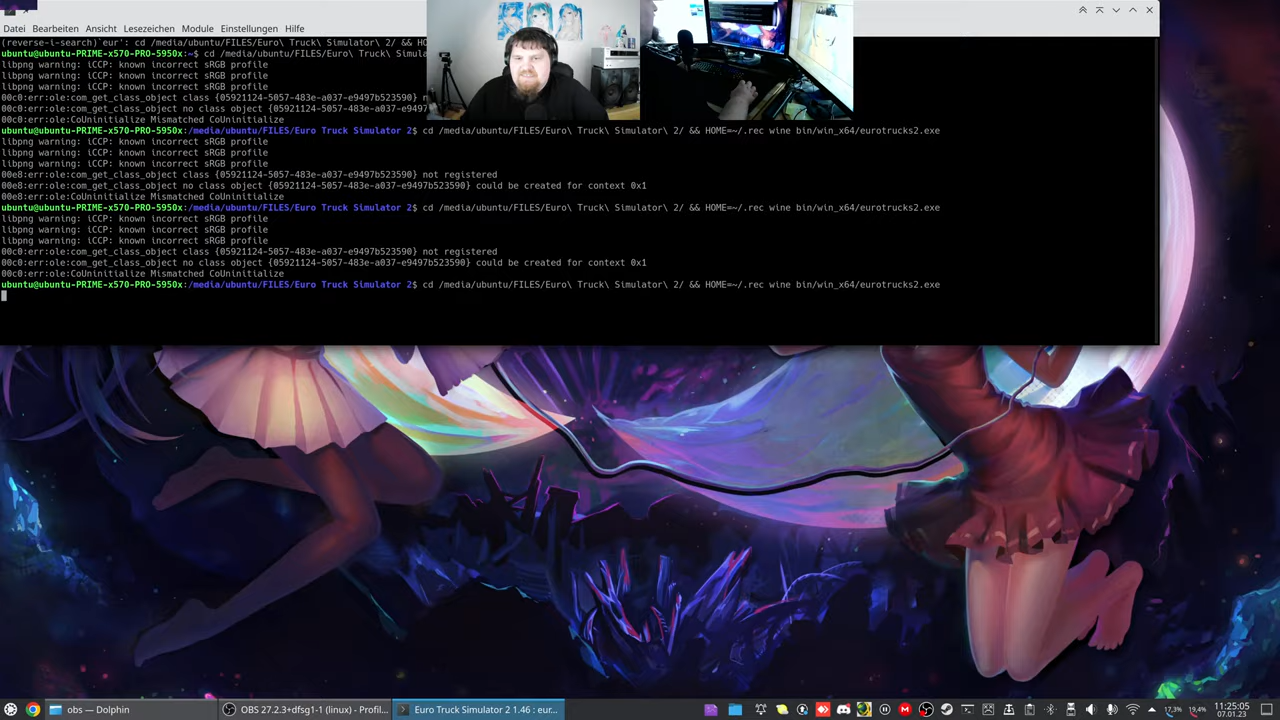 Datei Bearbeiten Ansicht Lesezeichen Module Einstellungen Hilfe
(reverse-i-search)`eur': cd /media/ubuntu/FILES/Euro\ Truck\ Simulator\ 2/ && HO
ubuntu@ubuntu-PRIME-x570-PRO-5950x:~$ cd /media/ubuntu/FILES/Euro\ Truck\ Simula
libpng warning: iCCP: known incorrect sRGB profile
libpng warning: iCCP: known incorrect sRGB profile
libpng warning: iCCP: known incorrect sRGB profile
00c0:err:ole:com_get_class_object class {05921124-5057-483e-a037-e9497b523590} n
00c0:err:ole:com_get_class_object no class object {05921124-5057-483e-a037-e9497
00c0:err:ole:CoUninitialize Mismatched CoUninitialize
ubuntu@ubuntu-PRIME-x570-PRO-5950x:/media/ubuntu/FILES/Euro Truck Simulator 2$ cd /media/ubuntu/FILES/Euro\ Truck\ Simulator\ 2/ && HOME=~/.rec wine bin/win_x64/eurotrucks2.exe
libpng warning: iCCP: known incorrect sRGB profile
libpng warning: iCCP: known incorrect sRGB profile
libpng warning: iCCP: known incorrect sRGB profile
00e8:err:ole:com_get_class_object class {05921124-5057-483e-a037-e9497b523590} not registered
00e8:err:ole:com_get_class_object no class object {05921124-5057-483e-a037-e9497b523590} could be created for context 0x1
00e8:err:ole:CoUninitialize Mismatched CoUninitialize
ubuntu@ubuntu-PRIME-x570-PRO-5950x:/media/ubuntu/FILES/Euro Truck Simulator 2$ cd /media/ubuntu/FILES/Euro\ Truck\ Simulator\ 2/ && HOME=~/.rec wine bin/win_x64/eurotrucks2.exe
libpng warning: iCCP: known incorrect sRGB profile
libpng warning: iCCP: known incorrect sRGB profile
libpng warning: iCCP: known incorrect sRGB profile
00c0:err:ole:com_get_class_object class {05921124-5057-483e-a037-e9497b523590} not registered
00c0:err:ole:com_get_class_object no class object {05921124-5057-483e-a037-e9497b523590} could be created for context 0x1
00c0:err:ole:CoUninitialize Mismatched CoUninitialize
ubuntu@ubuntu-PRIME-x570-PRO-5950x:/media/ubuntu/FILES/Euro Truck Simulator 2$ cd /media/ubuntu/FILES/Euro\ Truck\ Simulator\ 2/ && HOME=~/.rec wine bin/win_x64/eurotrucks2.exe
obs — Dolphin
OBS 27.2.3+dfsg1-1 (linux) - Profil...
Euro Truck Simulator 2 1.46 : eur...
17,3%
19,4%
11:25:05
07.01.23